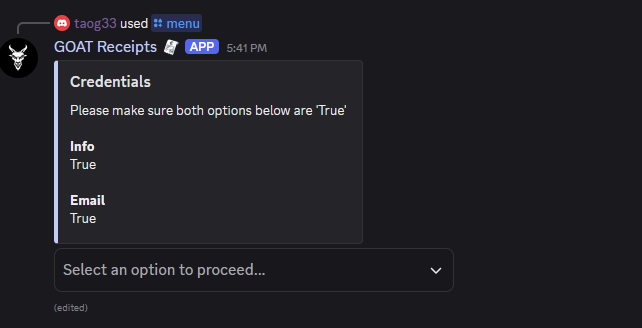 taog33 used menu
GOAT Receipts APP 5:41 PM
Credentials
Please make sure both options below are 'True'
Info
True
Email
True
Select an option to proceed...
(edited)